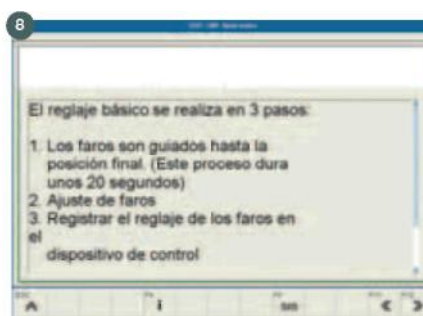 8
El reglaje básico se realiza en 3 pasos:
1. Los faros son guiados hasta la
posición final. (Este proceso dura
unos 20 segundos)
2. Ajuste de faros
3. Registrar el reglaje de los faros en
el
dispositivo de control